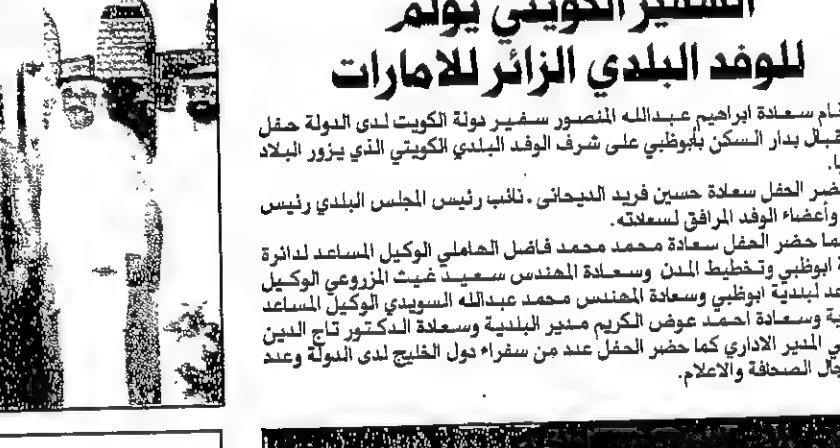 السفير الكويتي يولم
للوفد البلدي الزائر للامارات
سعادة ابراهيم عبدالله المنصور سفير دولة الكويت لدى الدولة حفل
بدار السكن بأبوظبي على شرف الوفد البلدي الكويتي الذي يزور البلاد
الحفل سعادة حسين فريد الديحاني . نائب رئيس المجلس البلدي رئيس
وأعضاء الوفد المرافق لسعادته.
حضر الحفل سعادة محمد محمد فاضل الهاملي الوكيل المساعد لدائرة
ابوظبي وتخطيط المدن وسعادة المهندس سعيد غيث المزروعي الوكيل
لبلدية ابوظبي وسعادة المهندس محمد عبدالله السويدي الوكيل المساعد
وسعادة احمد عوض الكريم مدير البلدية وسعادة الدكتور تاج الدين
المدير الاداري كما حضر الحفل عدد من سفراء دول الخليج لدى الدولة وعدد
الصحافة والاعلام.